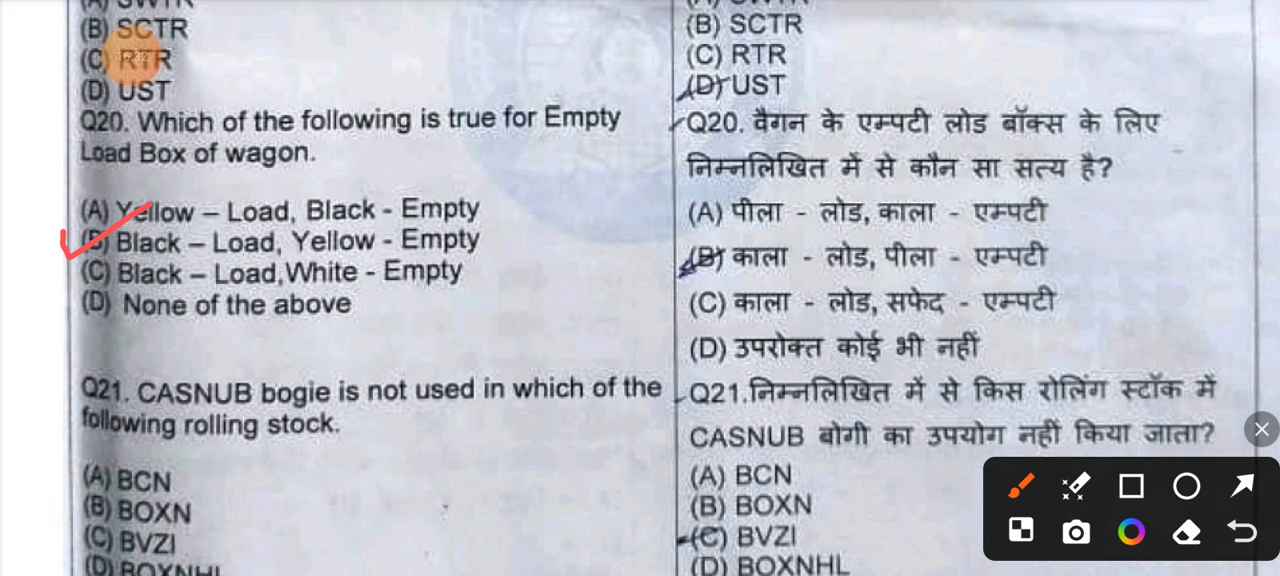 (B) SCTR
(C) RTR
(D) UST
Q20. Which of the following is true for Empty
Load Box of wagon.
(A) Yellow – Load, Black - Empty
(B) Black – Load, Yellow - Empty
(C) Black – Load,White - Empty
(D) None of the above
Q21. CASNUB bogie is not used in which of the
following rolling stock.
(A) BCN
(B) BOXN
(C) BVZI
(D) BOXNHL
(B) SCTR
(C) RTR
(D) UST
Q20. वैगन के एम्पटी लोड बॉक्स के लिए
निम्नलिखित में से कौन सा सत्य है?
(A) पीला - लोड, काला - एम्पटी
(B) काला - लोड, पीला - एम्पटी
(C) काला - लोड, सफेद - एम्पटी
(D) उपरोक्त कोई भी नहीं
Q21.निम्नलिखित में से किस रोलिंग स्टॉक में
CASNUB बोगी का उपयोग नहीं किया जाता?
(A) BCN
(B) BOXN
(C) BVZI
(D) BOXNHL